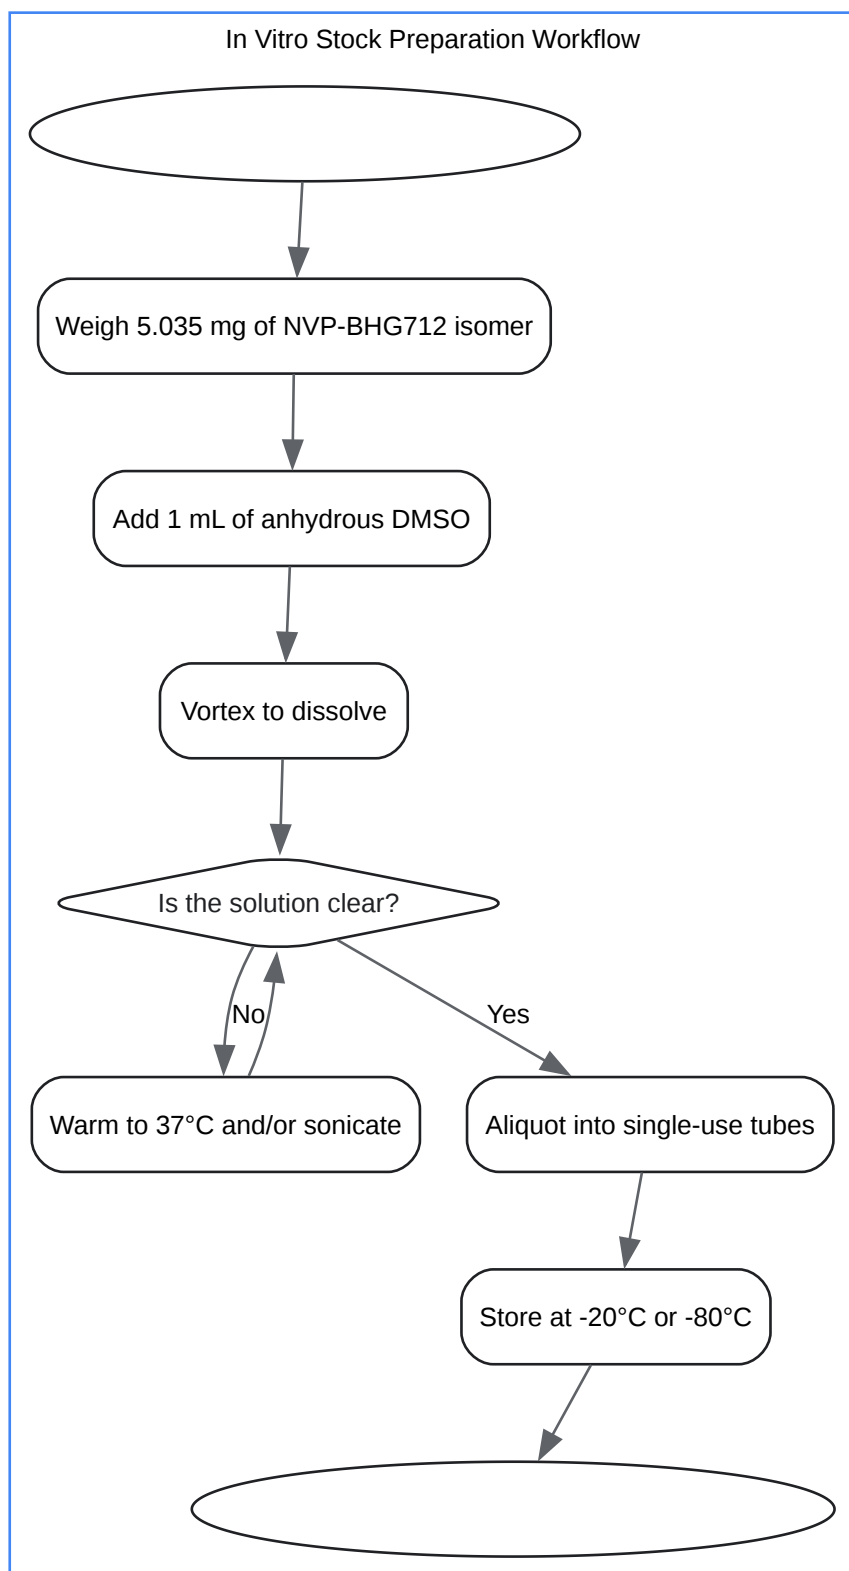 In Vitro Stock Preparation Workflow
Weigh 5.035 mg of NVP-BHG712 isomer
Add 1 mL of anhydrous DMSO
Vortex to dissolve
Is the solution clear?
No
Yes
Warm to 37°C and/or sonicate
Aliquot into single-use tubes
Store at -20°C or -80°C